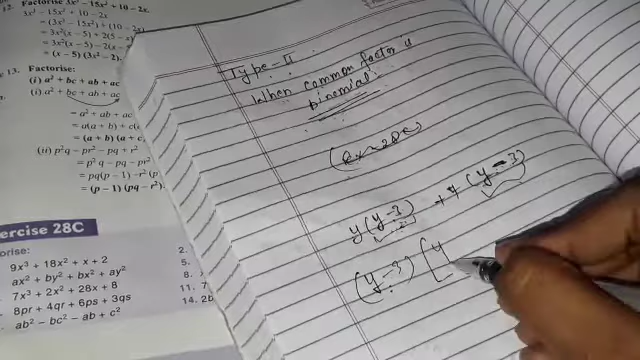 12. Factorise 3x³ – 15x² + 10 – 2x.
3x³ – 15x² + 10 – 2x
= (3x³ – 15x²) + (10 – 2x
= 3x²(x – 5) + 2(5 –
= 3x²(x – 5) – 2(x –
= (x – 5) (3x² – 2).
13. Factorise:
(i) a² + bc + ab + ac
(i) a² + bc + ab + ac
= a² + ab + ac
= a(a + b) + c(
= (a + b) (a + c
(ii) p²q – pr² – pq + r²
= p²q – pq – pr²
= pq(p – 1) – r²(p
= (p – 1) (pq – r²).
ercise 28C
orise:
9x³ + 18x² + x + 2
ax² + by² + bx² + ay²
7x³ + 2x² + 28x + 8
8pr + 4qr + 6ps + 3qs
ab² – bc² – ab + c²
2.
5.
8.
11. 7
14. 2b
Type-II
When common factor is
binomial.
(Ex-28C)
y(y-3) + 7(y-3)
(y-3) (y